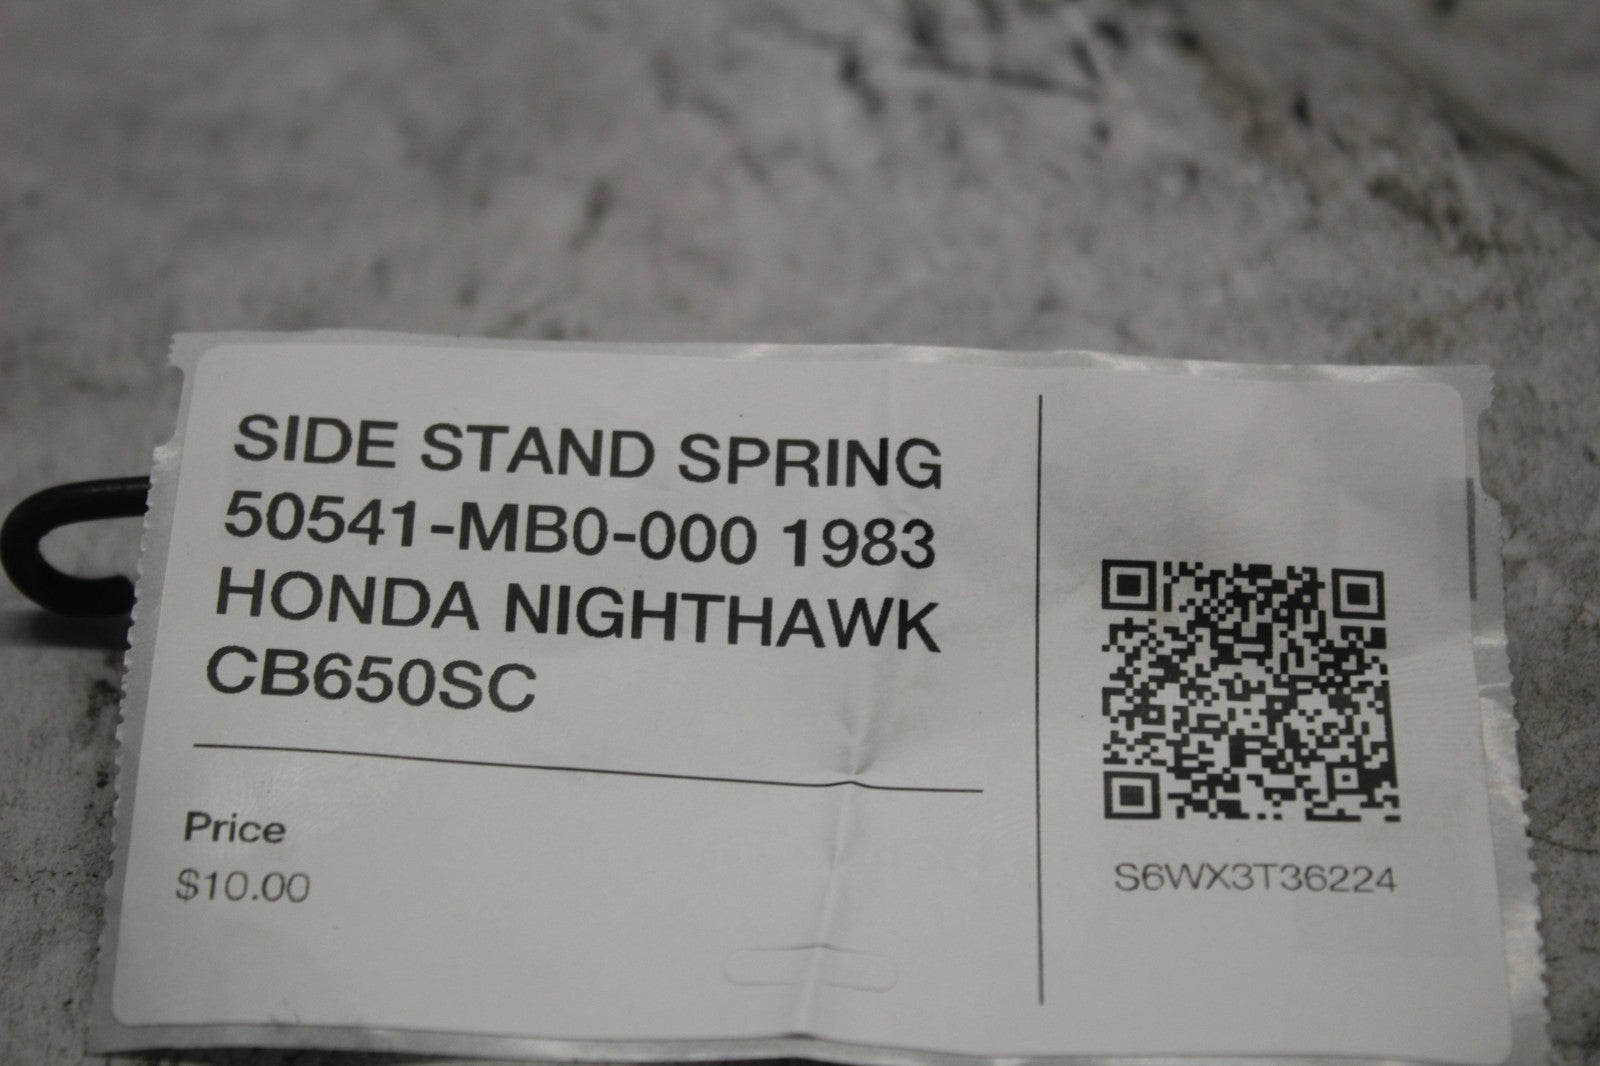 SIDE STAND SPRING
50541-MB0-000 1983
HONDA NIGHTHAWK
CB650SC
Price
$10.00
S6WX3T36224